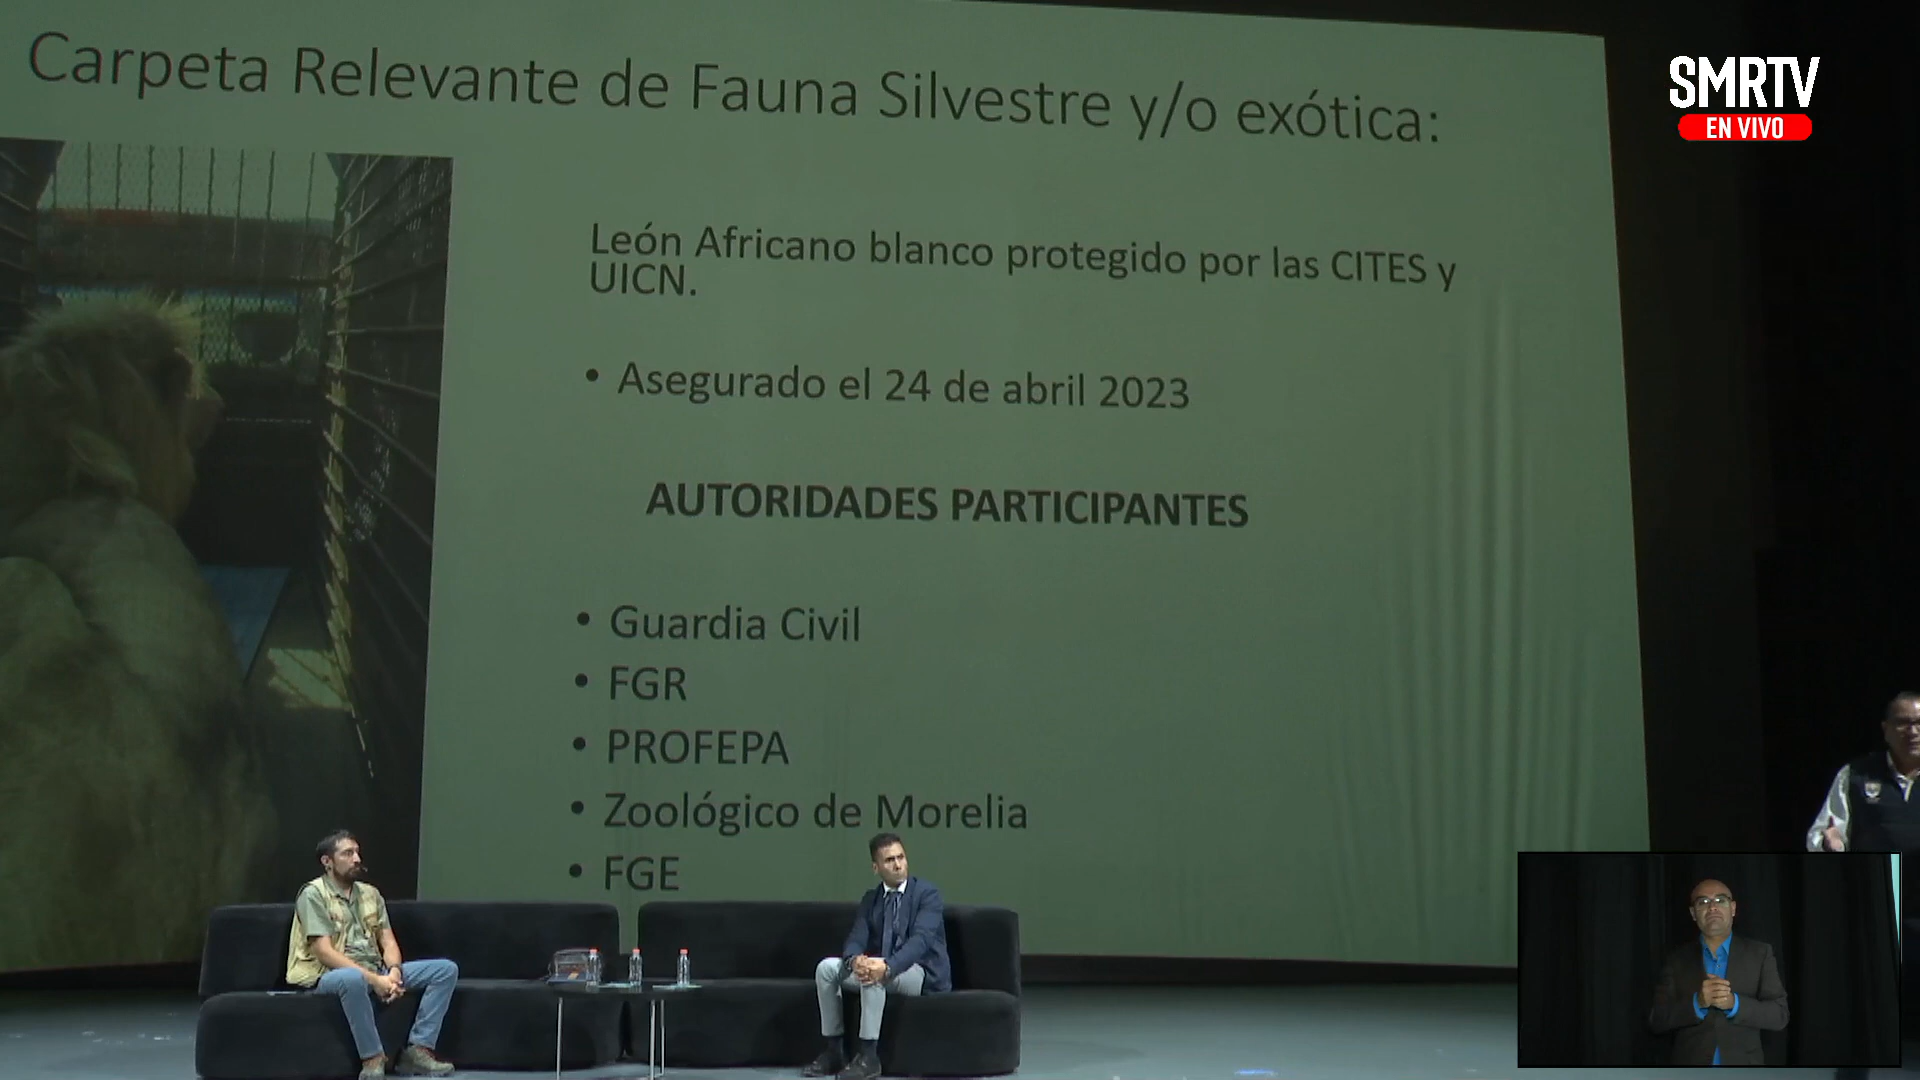 Carpeta Relevante de Fauna Silvestre y/o exótica:
SMRTV
EN VIVO
León Africano blanco protegido por las CITES y
UICN.
• Asegurado el 24 de abril 2023
AUTORIDADES PARTICIPANTES
• Guardia Civil
• FGR
• PROFEPA
• Zoológico de Morelia
• FGE